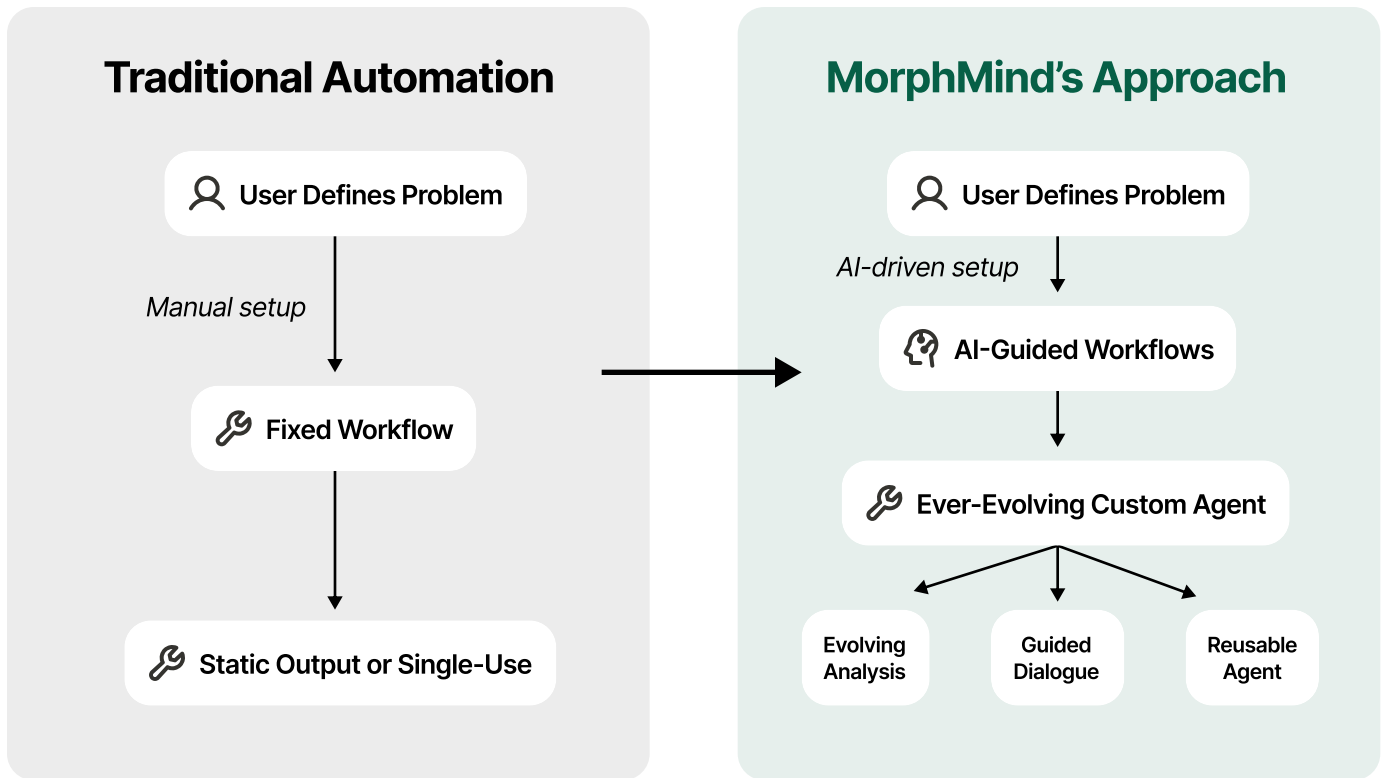 Traditional Automation
User Defines Problem
Manual setup
Fixed Workflow
Static Output or Single-Use
MorphMind’s Approach
User Defines Problem
AI-driven setup
AI-Guided Workflows
Ever-Evolving Custom Agent
Evolving
Analysis
Guided
Dialogue
Reusable
Agent